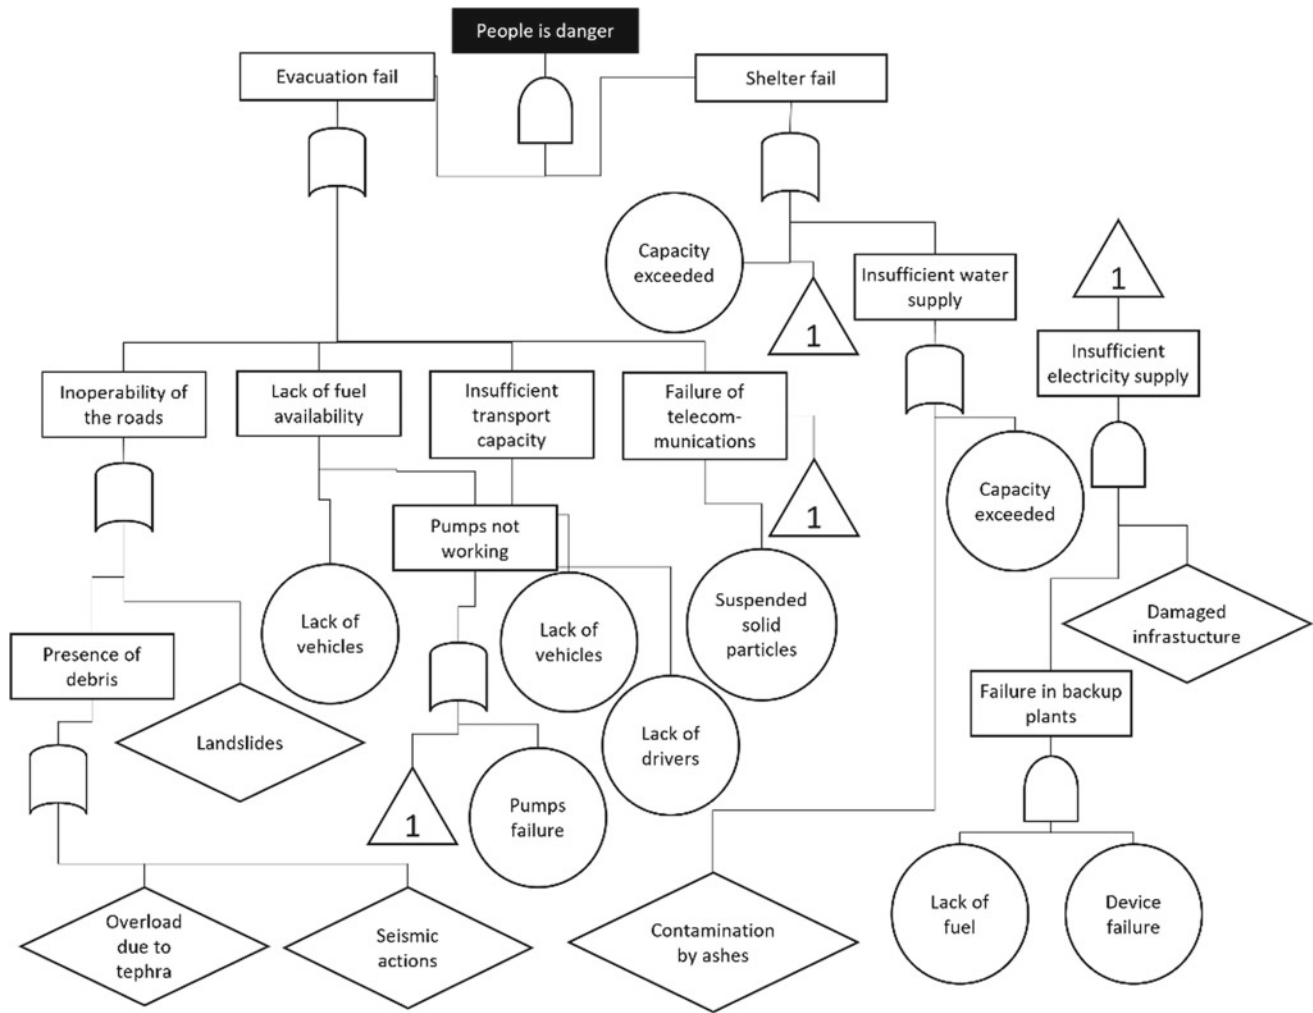 People is danger
Evacuation fail
Shelter fail
Capacity
exceeded
1
Insufficient water
supply
1
Insufficient
electricity supply
Inoperability of
the roads
Lack of fuel
availability
Insufficient
transport
capacity
Failure of
telecom-
munications
1
Capacity
exceeded
Pumps not
working
Lack of
vehicles
Lack of
vehicles
Suspended
solid
particles
Damaged
infrastucture
Presence of
debris
Landslides
Lack of
drivers
Failure in backup
plants
1
Pumps
failure
Overload
due to
tephra
Seismic
actions
Contamination
by ashes
Lack of
fuel
Device
failure